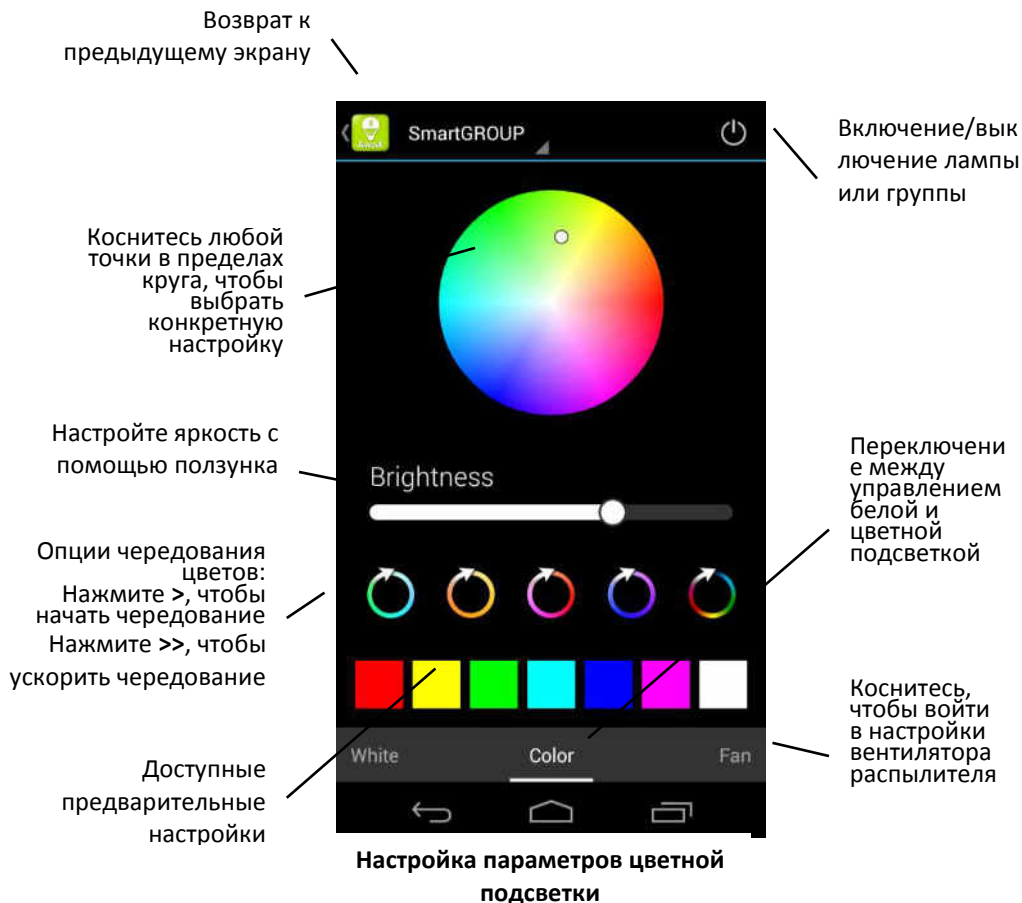 Возврат к
предыдущему экрану
SmartGROUP
Включение/вык
лючение лампы
или группы
Коснитесь любой
точки в пределах
круга, чтобы
выбрать
конкретную
настройку
Настройте яркость с
помощью ползунка
Brightness
Переключени
е между
управлением
белой и
цветной
подсветкой
Опции чередования
цветов:
Нажмите >, чтобы
начать чередование
Нажмите >>, чтобы
ускорить чередование
Коснитесь,
чтобы войти
в настройки
вентилятора
распылителя
White
Color
Fan
Доступные
предварительные
настройки
Настройка параметров цветной
подсветки